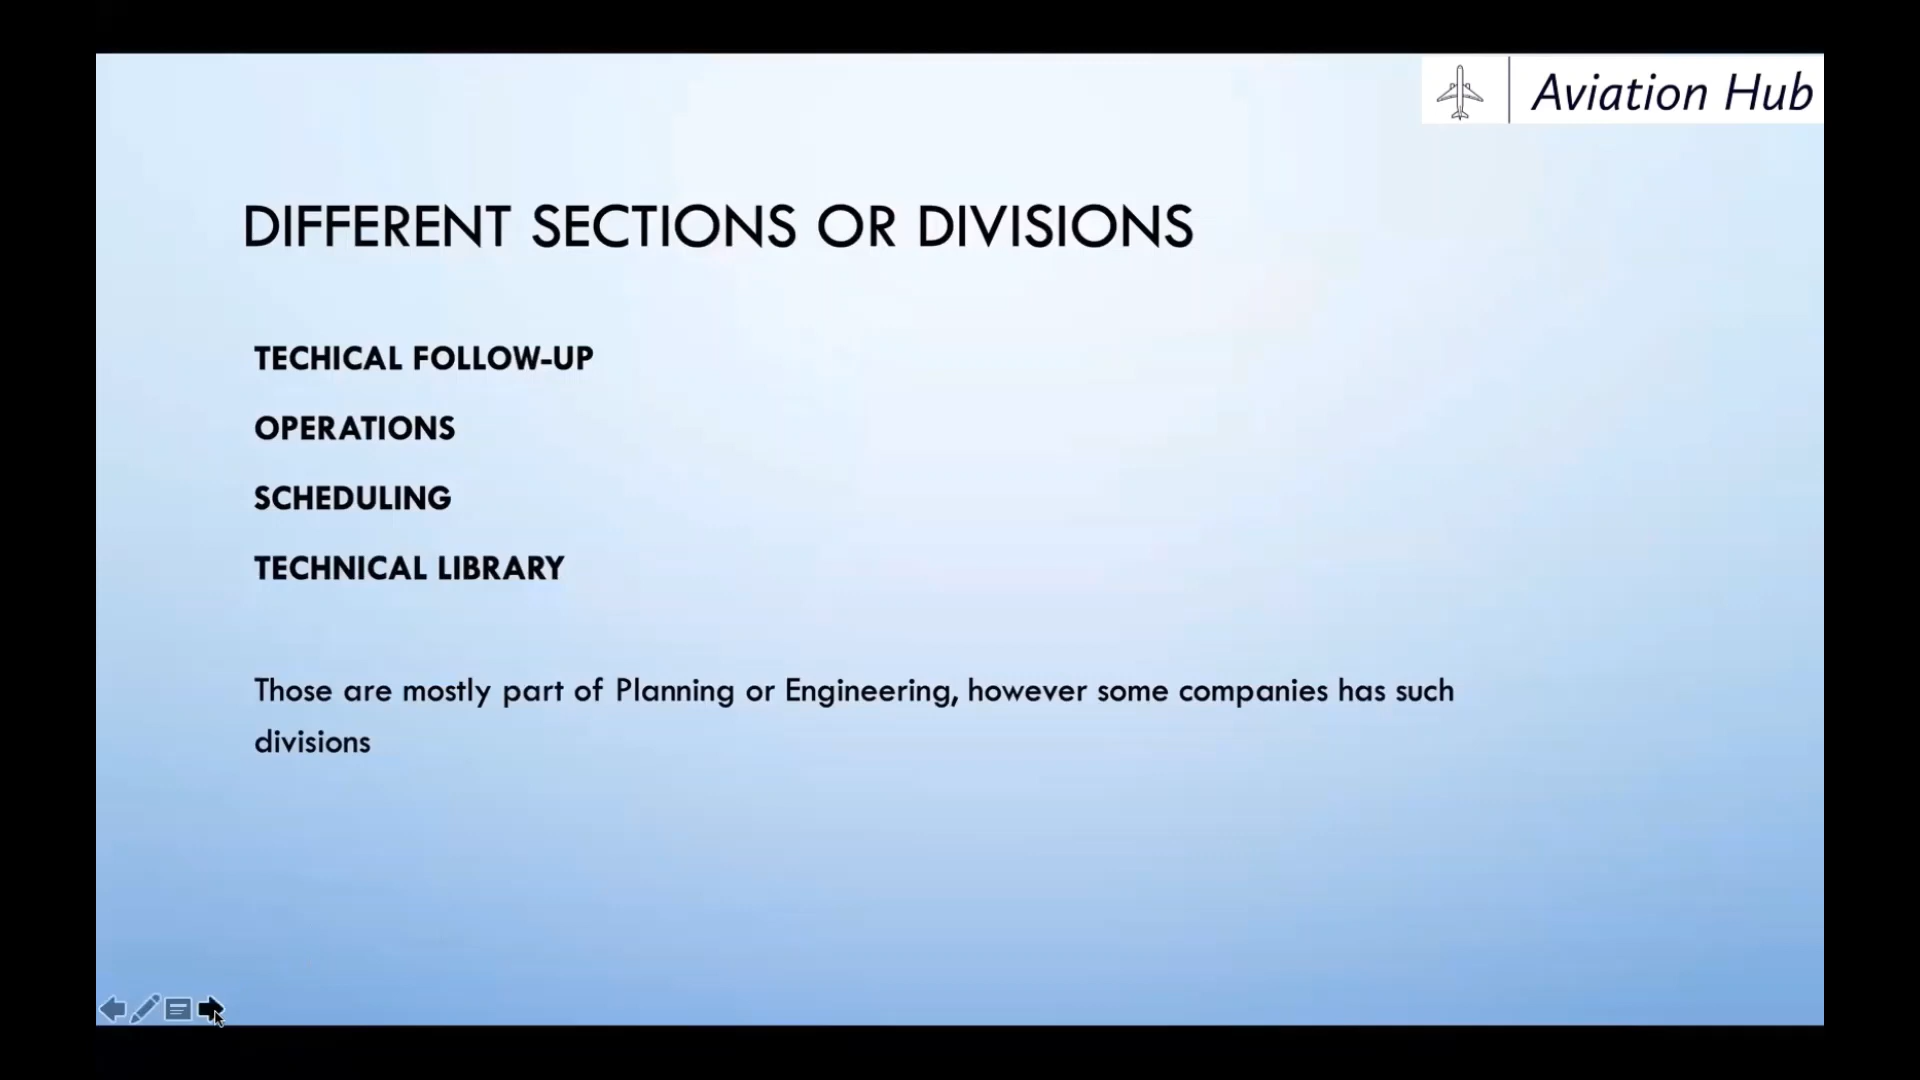 Aviation Hub
DIFFERENT SECTIONS OR DIVISIONS
TECHICAL FOLLOW-UP
OPERATIONS
SCHEDULING
TECHNICAL LIBRARY
Those are mostly part of Planning or Engineering, however some companies has such
divisions